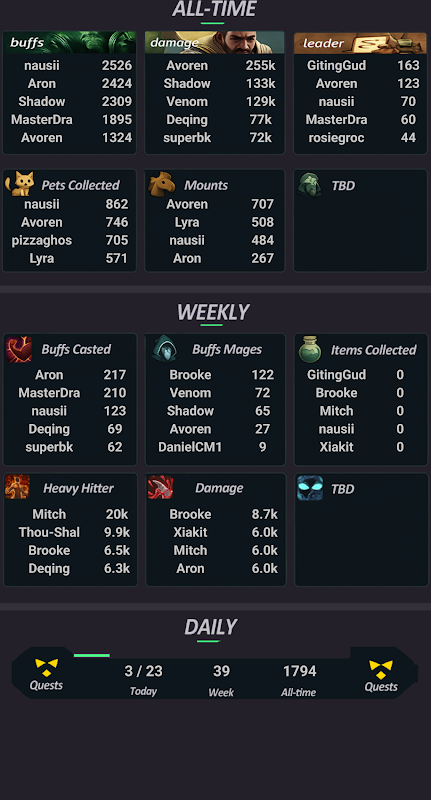 ALL-TIME
buffs
nausii 2526
Aron 2424
Shadow 2309
MasterDra 1895
Avoren 1324
damage
Avoren 255k
Shadow 133k
Venom 129k
Deqing 77k
superbk 72k
leader
GitingGud 163
Avoren 123
nausii 70
MasterDra 60
rosiegroc 44
Pets Collected
nausii 862
Avoren 746
pizzaghos 705
Lyra 571
Mounts
Avoren 707
Lyra 508
nausii 484
Aron 267
TBD
WEEKLY
Buffs Casted
Aron 217
MasterDra 210
nausii 123
Deqing 69
superbk 62
Buffs Mages
Brooke 122
Venom 72
Shadow 65
Avoren 27
DanielCM1 9
Items Collected
GitingGud 0
Brooke 0
Mitch 0
nausii 0
Xiakit 0
Heavy Hitter
Mitch 20k
Thou-Shal 9.9k
Brooke 6.5k
Deqing 6.3k
Damage
Brooke 8.7k
Xiakit 6.0k
Mitch 6.0k
Aron 6.0k
TBD
DAILY
Quests
3 / 23
Today
39
Week
1794
All-time
Quests